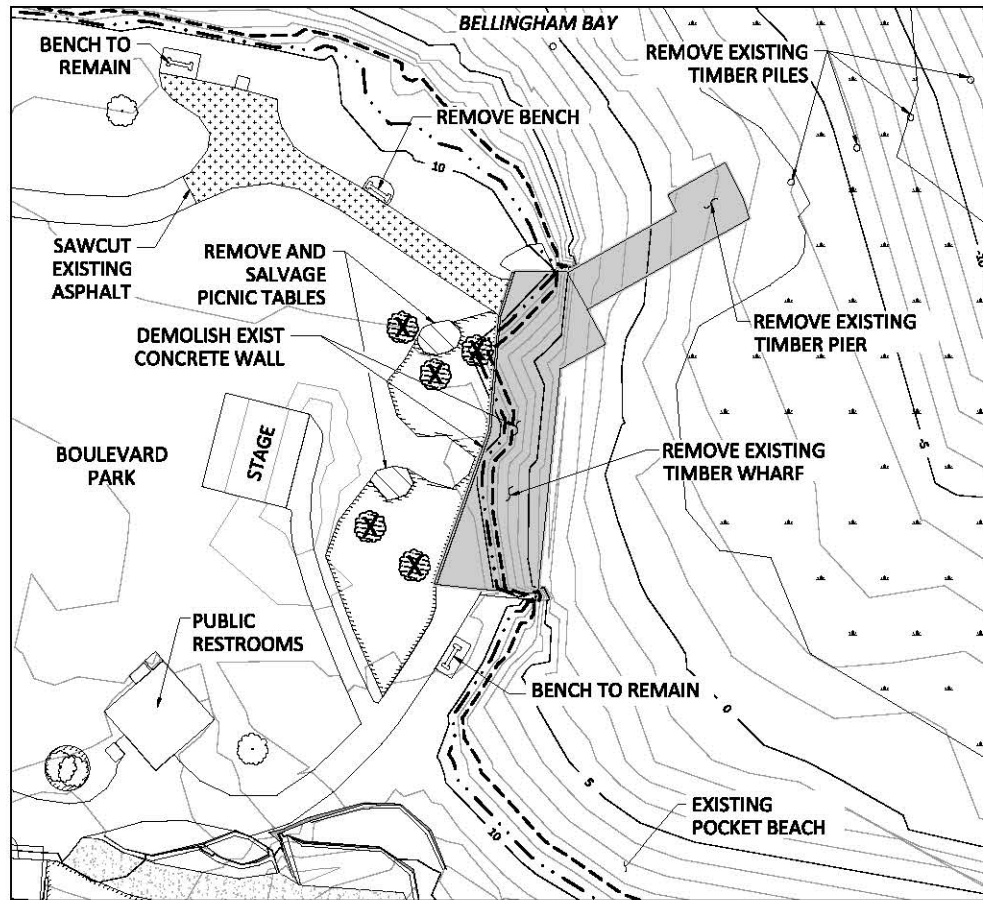 BELLINGHAM BAY
BENCH TO
REMAIN
REMOVE EXISTING
TIMBER PILES
REMOVE BENCH
10
SAWCUT
EXISTING
ASPHALT
REMOVE AND
SALVAGE
PICNIC TABLES
-10
DEMOLISH EXIST
CONCRETE WALL
REMOVE EXISTING
TIMBER PIER
X
X
X
STAGE
BOULEVARD
PARK
REMOVE EXISTING
TIMBER WHARF
-5
X
X
PUBLIC
RESTROOMS
BENCH TO REMAIN
0
5
10
EXISTING
POCKET BEACH